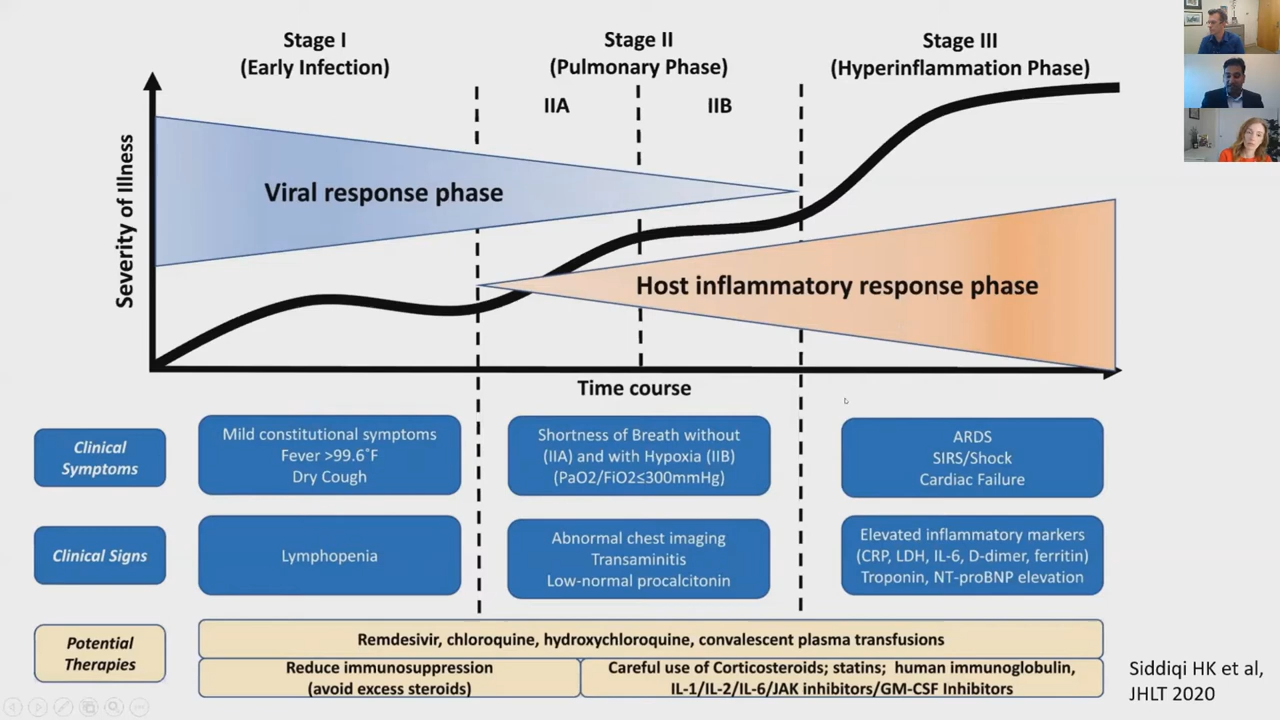 Stage I
(Early Infection)
Stage II
(Pulmonary Phase)
Stage III
(Hyperinflammation Phase)
IIA
IIB
Severity of Illness
Viral response phase
Host inflammatory response phase
Time course
Clinical
Symptoms
Mild constitutional symptoms
Fever >99.6°F
Dry Cough
Shortness of Breath without
(IIA) and with Hypoxia (IIB)
(PaO2/FiO2≤300mmHg)
ARDS
SIRS/Shock
Cardiac Failure
Clinical Signs
Lymphopenia
Abnormal chest imaging
Transaminitis
Low-normal procalcitonin
Elevated inflammatory markers
(CRP, LDH, IL-6, D-dimer, ferritin)
Troponin, NT-proBNP elevation
Potential
Therapies
Remdesivir, chloroquine, hydroxychloroquine, convalescent plasma transfusions
Reduce immunosuppression
(avoid excess steroids)
Careful use of Corticosteroids; statins; human immunoglobulin,
IL-1/IL-2/IL-6/JAK inhibitors/GM-CSF Inhibitors
Siddiqi HK et al,
JHLT 2020